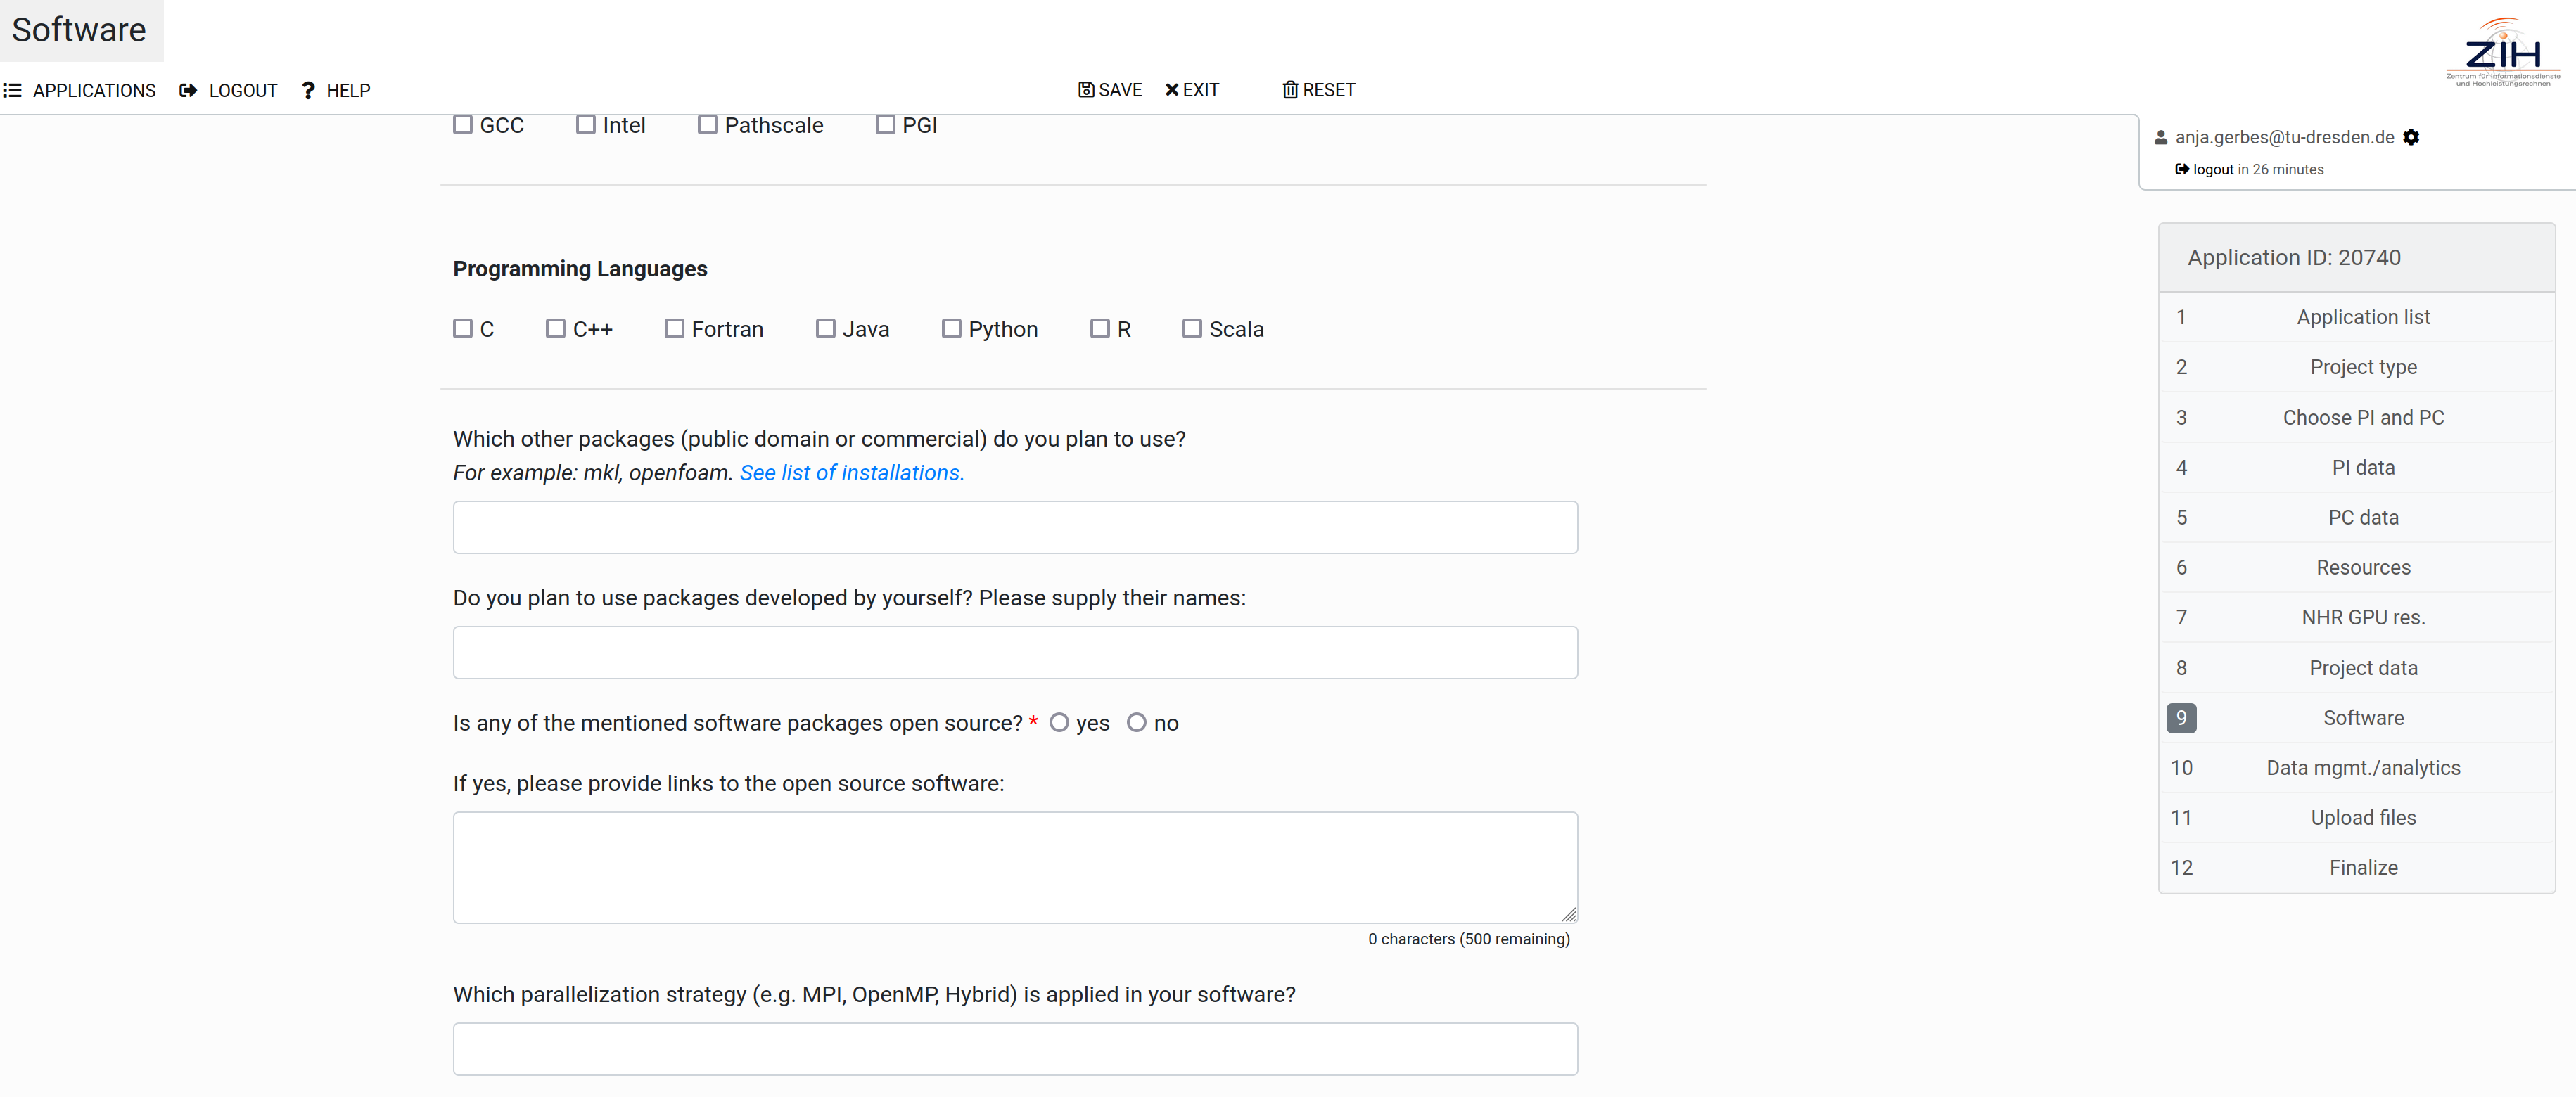 Software
APPLICATIONS LOGOUT ? HELP SAVE EXIT RESET
ZIH
Zentrum für Informationsdienste
und Hochleistungsrechnen
GCC Intel Pathscale PGI
anja.gerbes@tu-dresden.de
logout in 26 minutes
Programming Languages
C C++ Fortran Java Python R Scala
Which other packages (public domain or commercial) do you plan to use?
For example: mkl, openfoam. See list of installations.
Do you plan to use packages developed by yourself? Please supply their names:
Is any of the mentioned software packages open source? * yes no
If yes, please provide links to the open source software:
0 characters (500 remaining)
Which parallelization strategy (e.g. MPI, OpenMP, Hybrid) is applied in your software?
Application ID: 20740
1 Application list
2 Project type
3 Choose PI and PC
4 PI data
5 PC data
6 Resources
7 NHR GPU res.
8 Project data
9 Software
10 Data mgmt./analytics
11 Upload files
12 Finalize